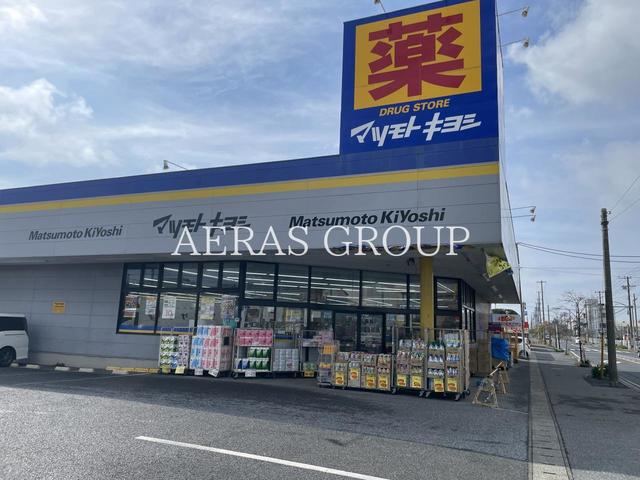 薬
DRUG STORE
マツモトキヨシ
Matsumoto KiYoshi
マツモトキヨシ
Matsumoto KiYoshi
AERAS GROUP